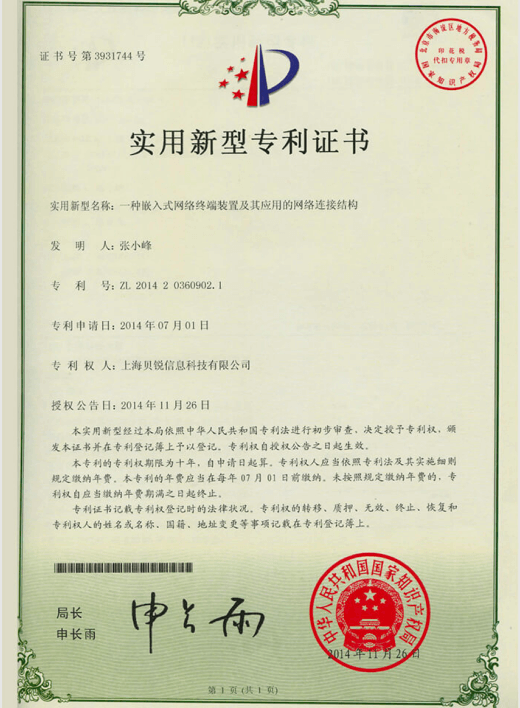 证书号第3931744号
北京市海淀区地方税务局
印花税
代扣专用章
国家知识产权局
实用新型专利证书
实用新型名称：一种嵌入式网络终端装置及其应用的网络连接结构
发明人：张小峰
专利号：ZL 2014 2 0360902.1
专利申请日：2014年07月01日
专利权人：上海贝锐信息科技有限公司
授权公告日：2014年11月26日
本实用新型经过本局依照中华人民共和国专利法进行初步审查，决定授予专利权，颁
发本证书并在专利登记簿上予以登记。专利权自授权公告之日起生效。
本专利的专利权期限为十年，自申请日起算。专利权人应当依照专利法及其实施细则
规定缴纳年费。本专利的年费应当在每年07月01日前缴纳。未按照规定缴纳年费的，专
利权自应当缴纳年费期满之日起终止。
专利证书记载专利权登记时的法律状况。专利权的转移、质押、无效、终止、恢复和
专利权人的姓名或名称、国籍、地址变更等事项记载在专利登记簿上。
局长
申长雨
申长雨
中华人民共和国国家知识产权局
2014年11月26日
第1页（共1页）